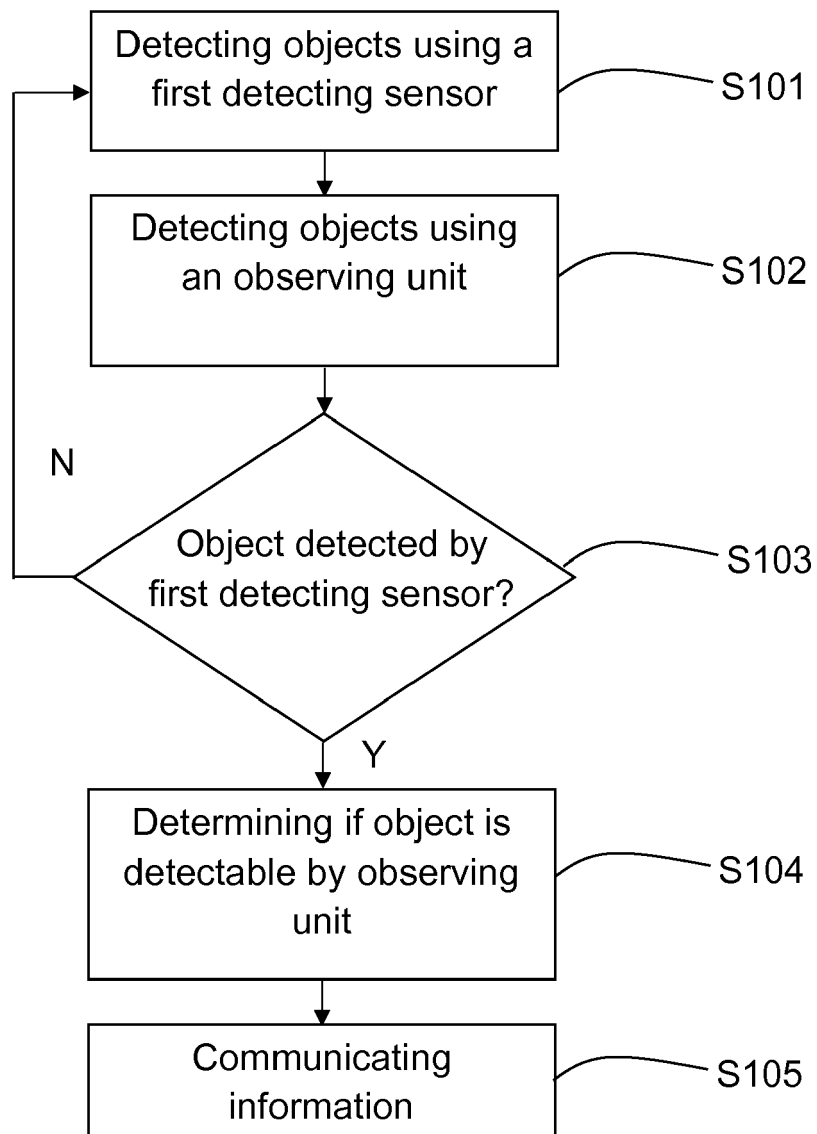 Detecting objects using a
first detecting sensor
S101
Detecting objects using
an observing unit
S102
N
Object detected by
first detecting sensor?
S103
Y
Determining if object is
detectable by observing
unit
S104
Communicating
information
S105